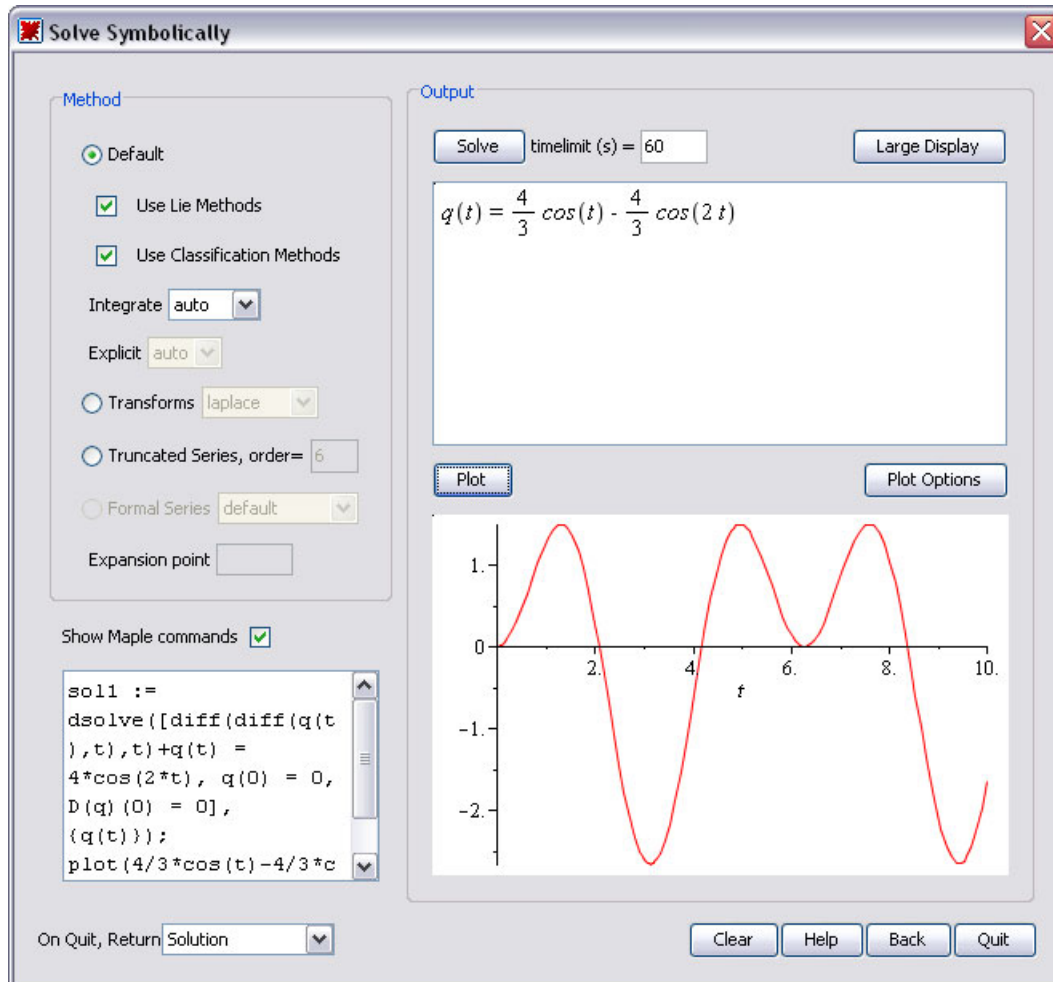 Solve Symbolically
Method
Default
Use Lie Methods
Use Classification Methods
Integrate auto
Explicit auto
Transforms laplace
Truncated Series, order= 6
Formal Series default
Expansion point
Show Maple commands
sol1 :=
dsolve([diff(diff(q(t
),t),t)+q(t) =
4*cos(2*t), q(0) = 0,
D(q)(0) = 0],
{q(t)});
plot(4/3*cos(t)-4/3*c
On Quit, Return Solution
Output
Solve timelimit (s) = 60 Large Display
q(t) = 4/3 cos(t) - 4/3 cos(2 t)
Plot Plot Options
1.
0
-1.
-2.
2. 4. 6. 8. 10.
t
Clear Help Back Quit